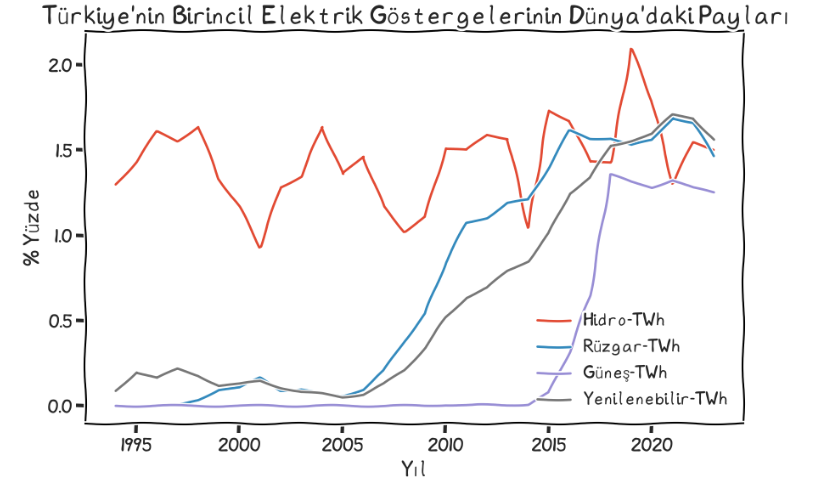 Türkiye'nin Birincil Elektrik Göstergelerinin Dünya'daki Payları
2.0
1.5
1.0
0.5
0.0
% Yüzde
Hidro-TWh
Rüzgar-TWh
Güneş-TWh
Yenilenebilir-TWh
1995 2000 2005 2010 2015 2020
Yıl